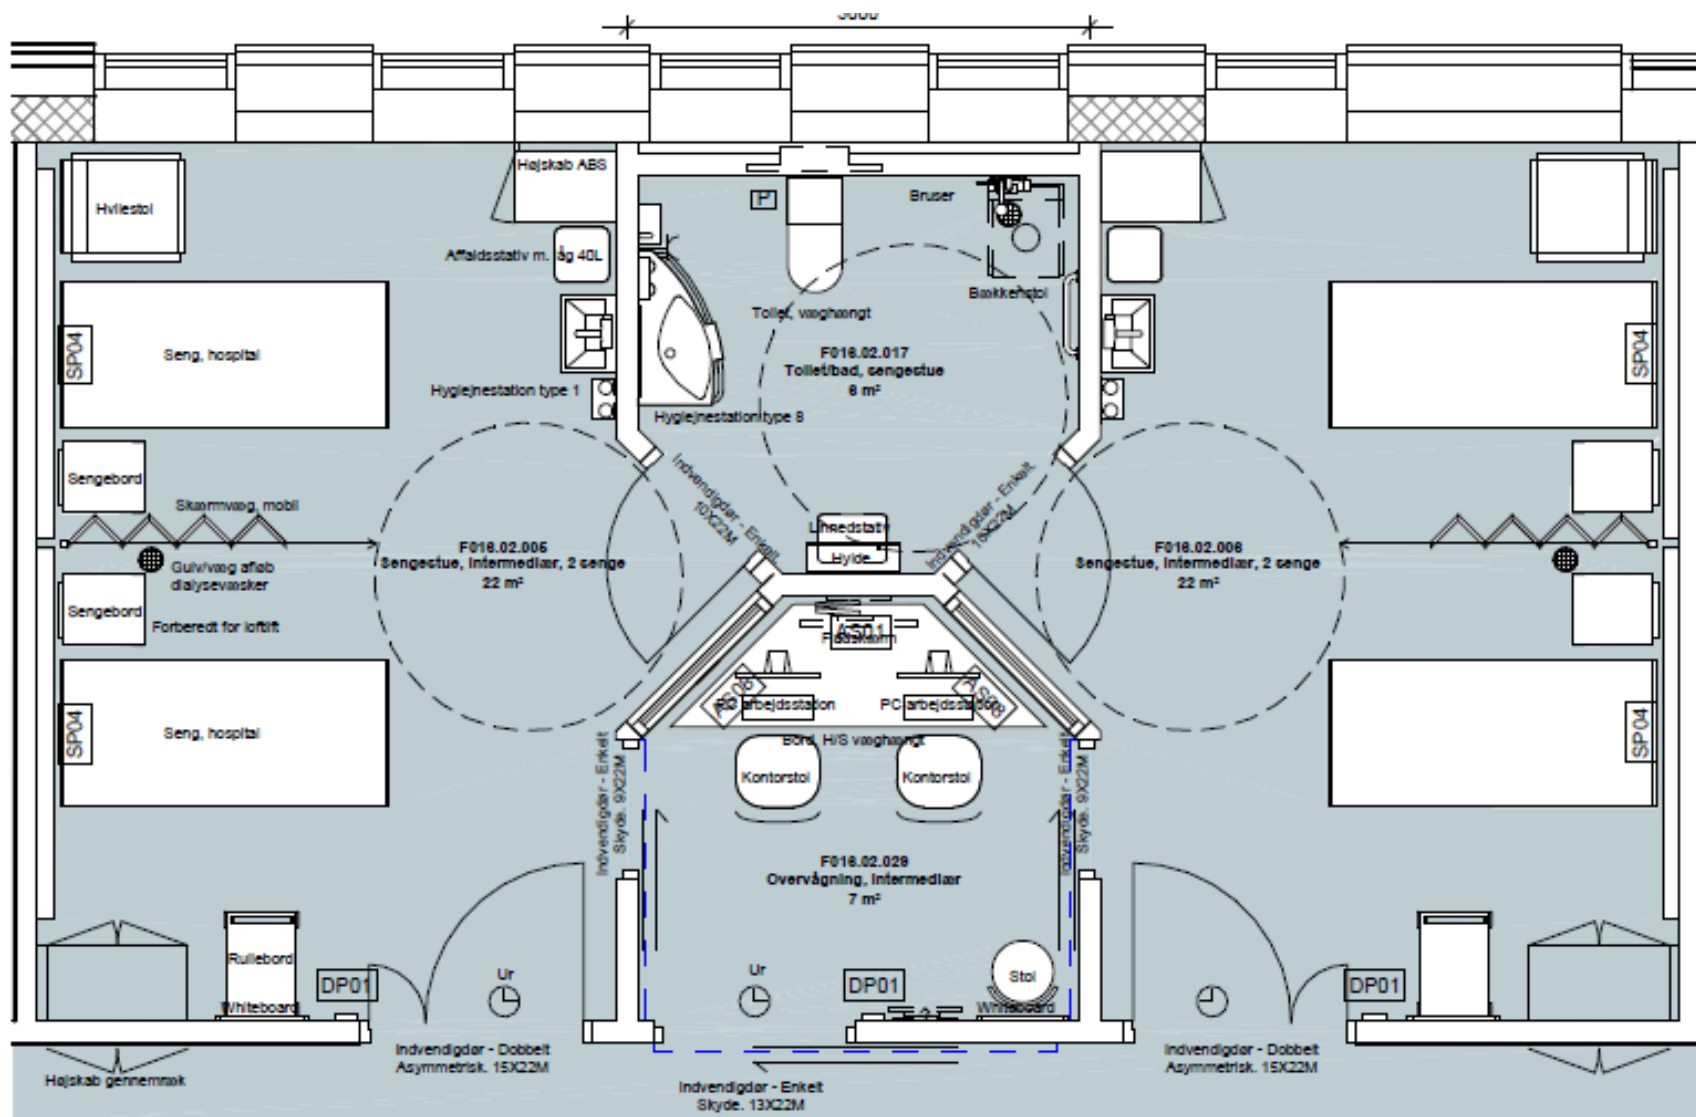 Højskab ABS
P
Bruser
Hvilestol
Affaldsstativ m. låg 40L
Bækkenstol
Toilet, væghængt
SP04
Seng, hospital
F016.02.017
Toilet/bad, sengestue
6 m²
SP04
Hygiejnestation type 1
Hygiejnestation type 8
Indvendigdør - Enkelt
10X22M
Indvendigdør - Enkelt
Sengebord
Skærmvæg, mobil
Linnedstativ
Hylde
F016.02.005
Sengestue, Intermediær, 2 senge
22 m²
F016.02.006
Sengestue, Intermediær, 2 senge
22 m²
Gulv/væg afløb
dialysevæsker
Sengebord
Forberedt for loftlift
AS01
Fladskærm
AS08
AS08
PC arbejdsstation
PC arbejdsstation
SP04
Seng, hospital
SP04
Bord, H/S væghængt
Kontorstol
Kontorstol
Indvendigdør - Enkelt
Skyde. 9X22M
Indvendigdør - Enkelt
Skyde. 9X22M
F016.02.029
Overvågning, Intermediær
7 m²
Rullebord
Whiteboard
DP01
Ur
Ur
DP01
Stol
Whiteboard
DP01
Indvendigdør - Dobbelt
Asymmetrisk. 15X22M
Indvendigdør - Dobbelt
Asymmetrisk. 15X22M
Højskab gennemræk
Indvendigdør - Enkelt
Skyde. 13X22M